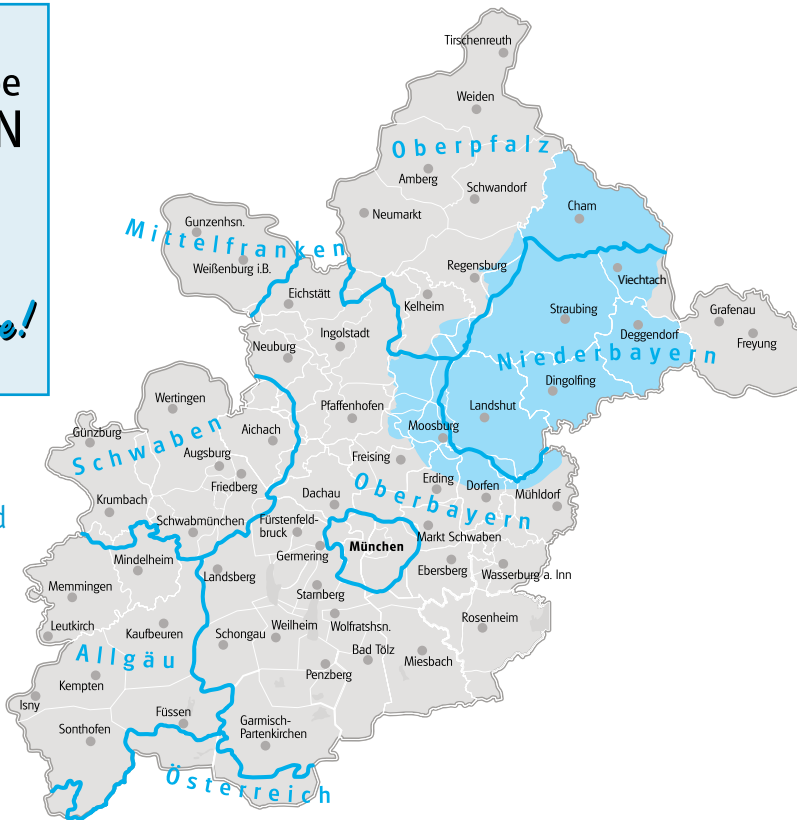 e
N
e!
d
Tirschenreuth
Weiden
Oberpfalz
Amberg
Schwandorf
Cham
Neumarkt
Gunzenhsn.
Mittelfranken
Weißenburg i.B.
Regensburg
Viechtach
Eichstätt
Kelheim
Straubing
Grafenau
Ingolstadt
Deggendorf
Freyung
Neuburg
Niederbayern
Dingolfing
Wertingen
Pfaffenhofen
Landshut
Günzburg
Aichach
Moosburg
Schwaben
Augsburg
Freising
Friedberg
Erding
Dorfen
Oberbayern
Mühldorf
Krumbach
Dachau
Schwabmünchen
Fürstenfeld-
bruck
Markt Schwaben
München
Germering
Mindelheim
Ebersberg
Wasserburg a. Inn
Landsberg
Memmingen
Starnberg
Leutkirch
Kaufbeuren
Schongau
Weilheim
Wolfratshsn.
Rosenheim
Allgäu
Bad Tölz
Miesbach
Kempten
Penzberg
Isny
Füssen
Sonthofen
Garmisch-
Partenkirchen
Österreich